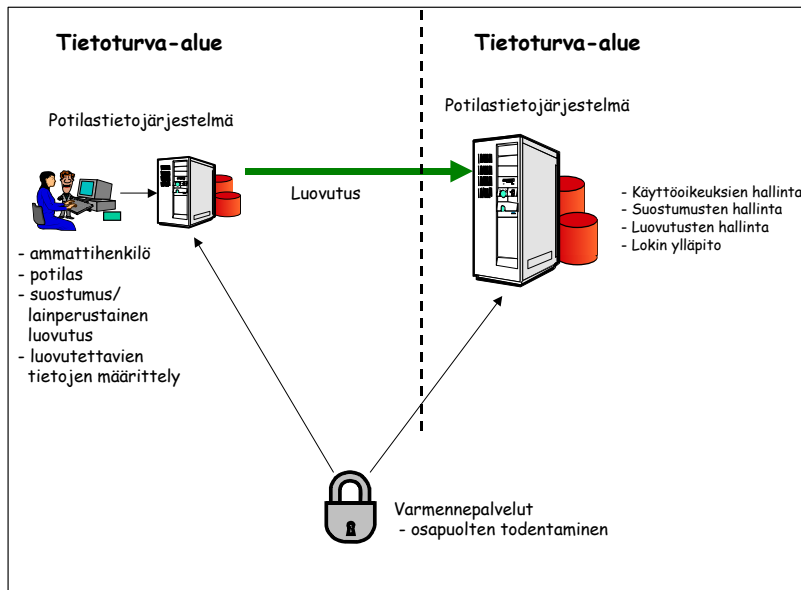 Tietoturva-alue
Tietoturva-alue
Potilastietojärjestelmä
Potilastietojärjestelmä
Luovutus
- ammattihenkilö
- potilas
- suostumus/
lainperustainen
luovutus
- luovutettavien
tietojen määrittely
- Käyttöoikeuksien hallinta
- Suostumusten hallinta
- Luovutusten hallinta
- Lokin ylläpito
Varmennepalvelut
- osapuolten todentaminen